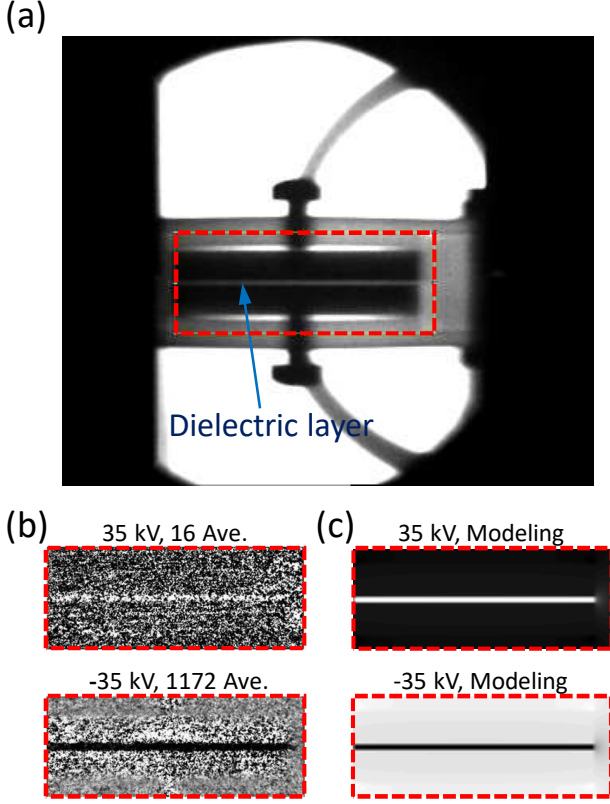 (a)
Dielectric layer
(b)
35 kV, 16 Ave.
(c)
35 kV, Modeling
-35 kV, 1172 Ave.
-35 kV, Modeling